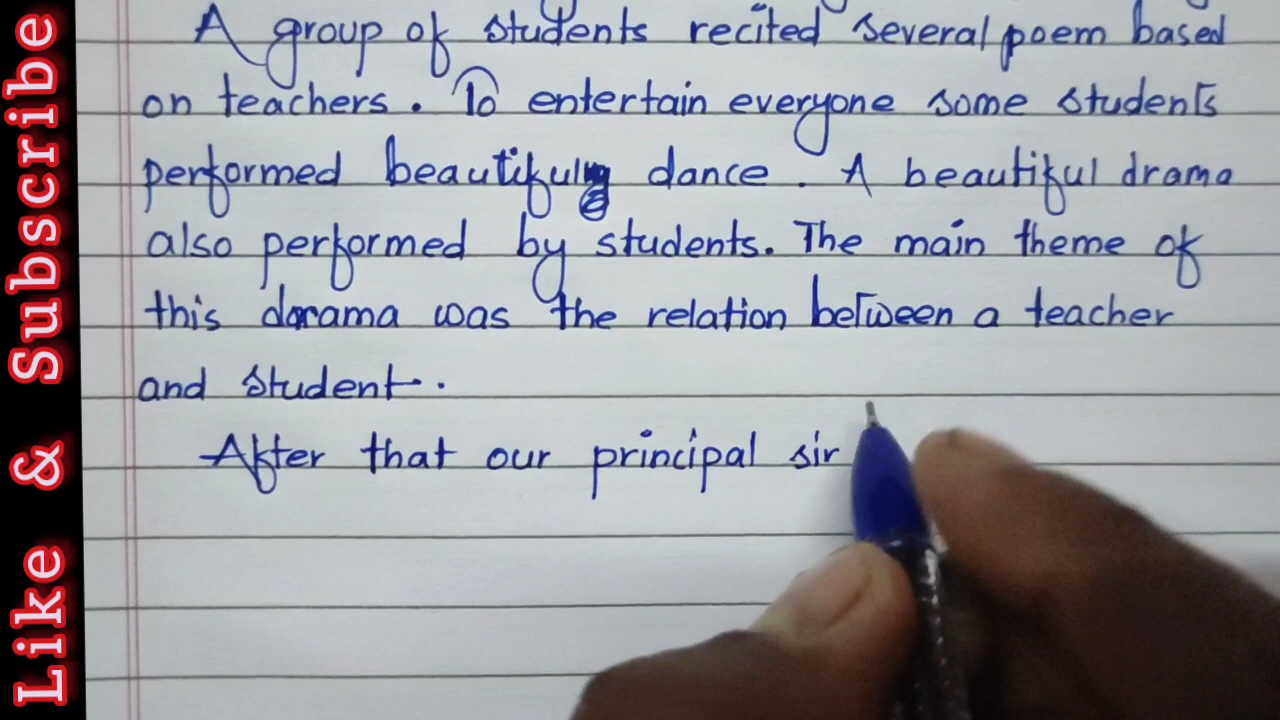 Like & Subscribe
A group of students recited several poem based
on teachers. To entertain everyone some students
performed beautiful dance. A beautiful drama
also performed by students. The main theme of
this drama was the relation between a teacher
and student.
After that our principal sir